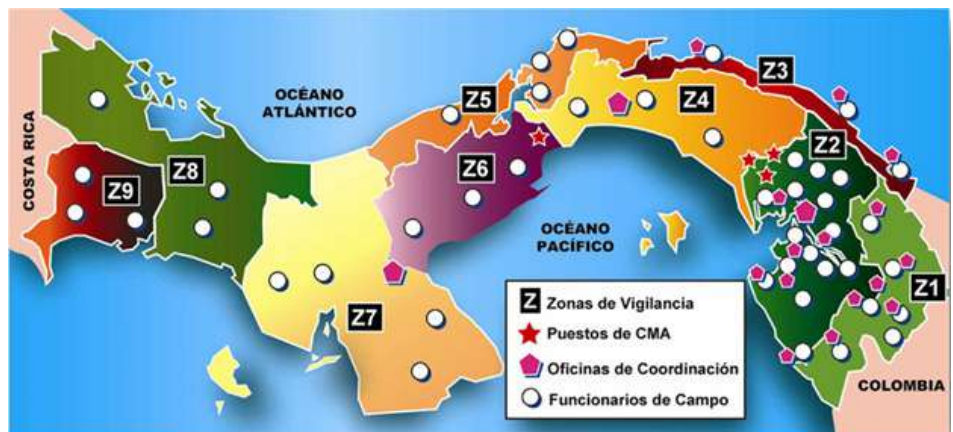 COSTA RICA
OCÉANO
ATLÁNTICO
Z5
Z3
Z4
Z2
Z6
Z8
Z9
OCÉANO
PACÍFICO
Z7
Z1
Z Zonas de Vigilancia
Puestos de CMA
Oficinas de Coordinación
Funcionarios de Campo
COLOMBIA